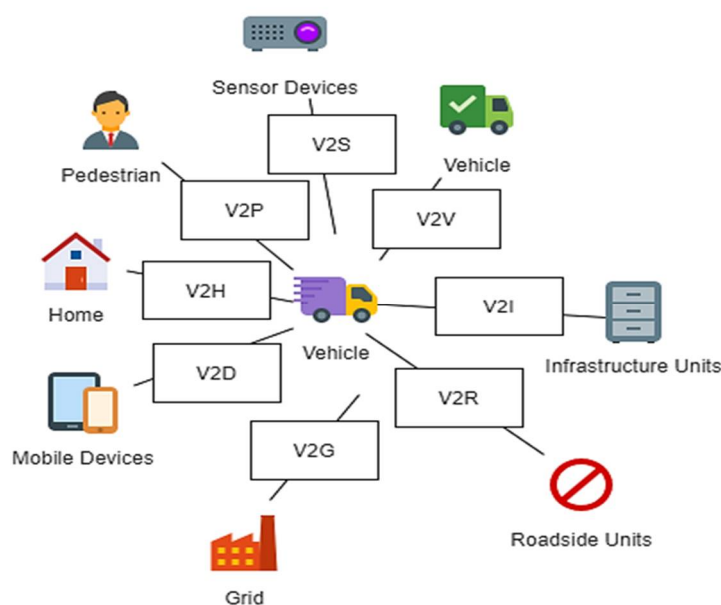 Sensor Devices
V2S
Vehicle
V2V
Pedestrian
V2P
Home
V2H
Vehicle
V2I
Infrastructure Units
V2D
Mobile Devices
V2R
Roadside Units
V2G
Grid